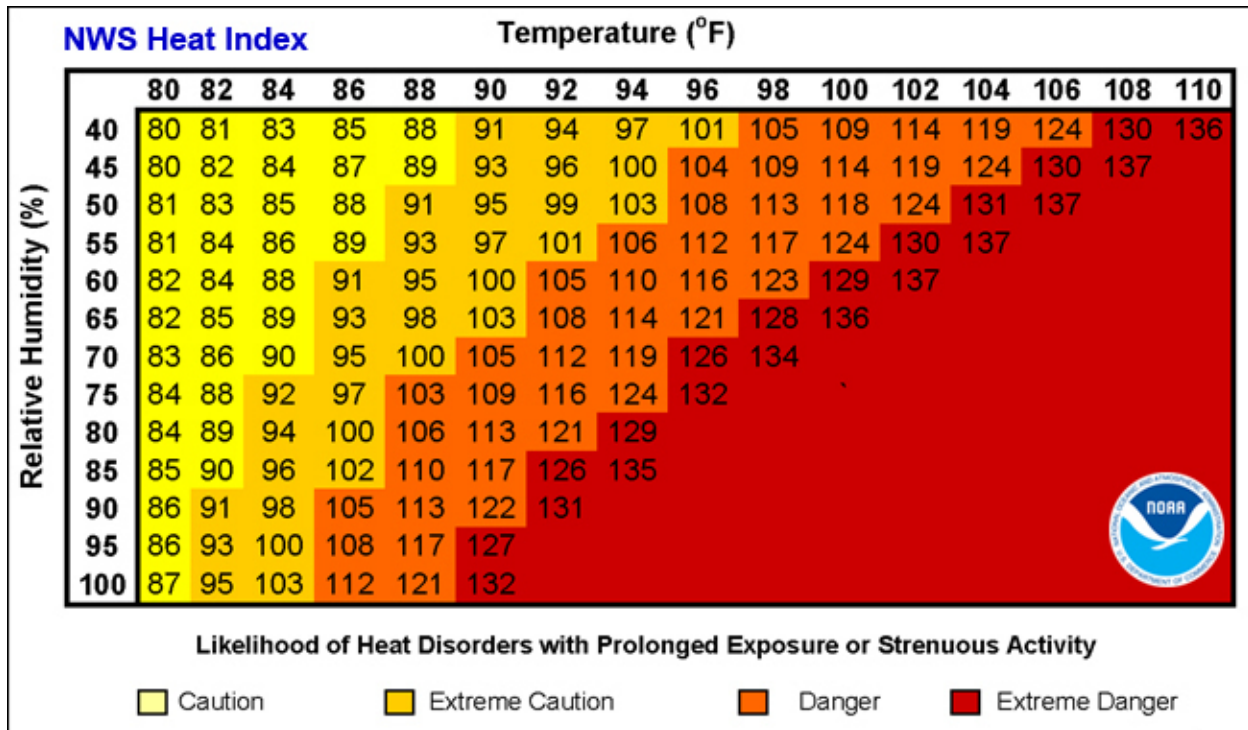 NWS Heat Index
Temperature (°F)
80 82 84 86 88 90 92 94 96 98 100 102 104 106 108 110
Relative Humidity (%)
40 80 81 83 85 88 91 94 97 101 105 109 114 119 124 130 136
45 80 82 84 87 89 93 96 100 104 109 114 119 124 130 137
50 81 83 85 88 91 95 99 103 108 113 118 124 131 137
55 81 84 86 89 93 97 101 106 112 117 124 130 137
60 82 84 88 91 95 100 105 110 116 123 129 137
65 82 85 89 93 98 103 108 114 121 128 136
70 83 86 90 95 100 105 112 119 126 134
75 84 88 92 97 103 109 116 124 132
80 84 89 94 100 106 113 121 129
85 85 90 96 102 110 117 126 135
90 86 91 98 105 113 122 131
95 86 93 100 108 117 127
100 87 95 103 112 121 132
NOAA
Likelihood of Heat Disorders with Prolonged Exposure or Strenuous Activity
Caution Extreme Caution Danger Extreme Danger